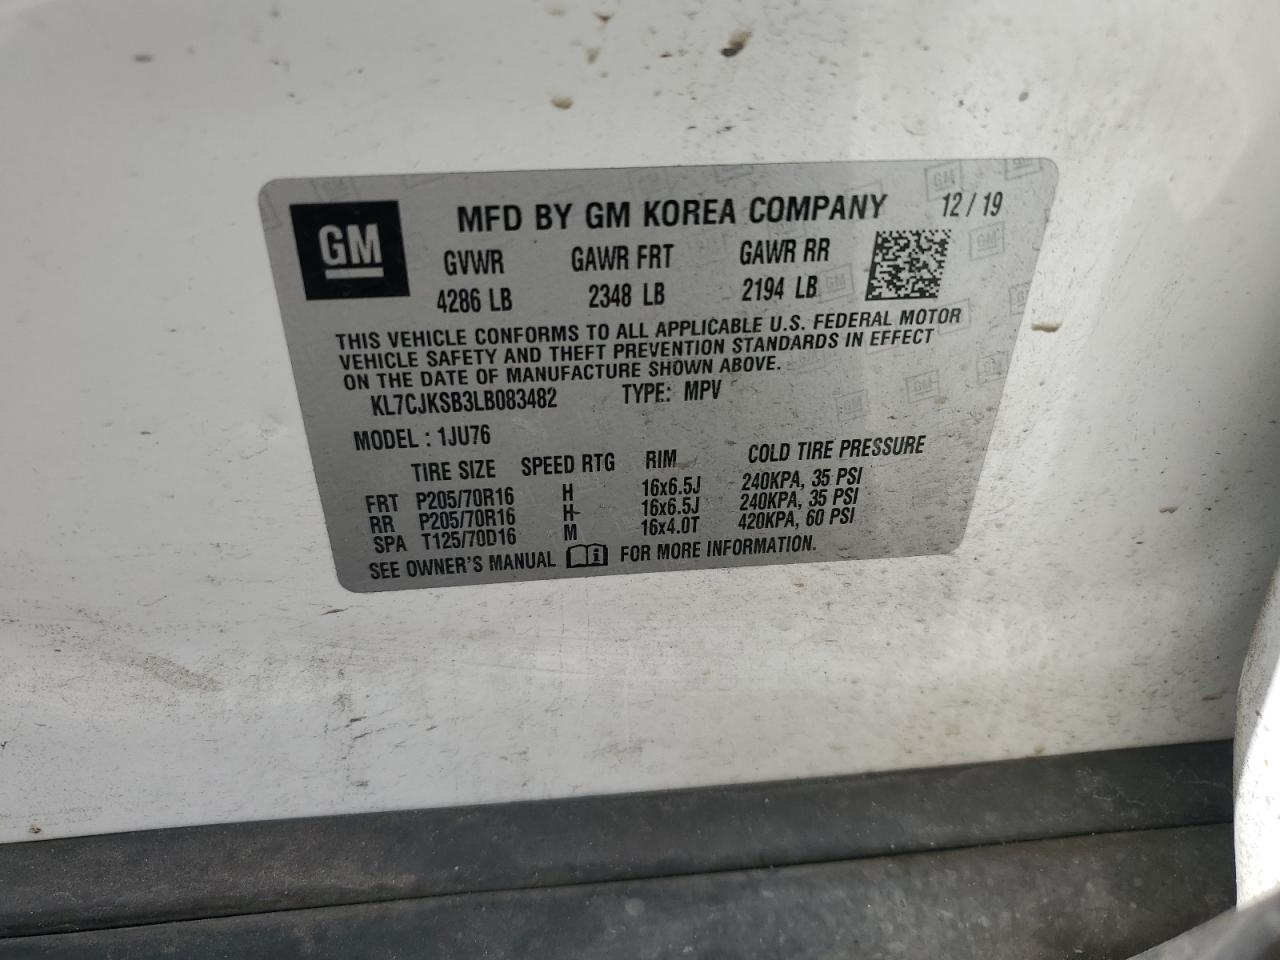 GM
MFD BY GM KOREA COMPANY 12 / 19
GVWR GAWR FRT GAWR RR
4286 LB 2348 LB 2194 LB
THIS VEHICLE CONFORMS TO ALL APPLICABLE U.S. FEDERAL MOTOR
VEHICLE SAFETY AND THEFT PREVENTION STANDARDS IN EFFECT
ON THE DATE OF MANUFACTURE SHOWN ABOVE.
KL7CJKSB3LB083482 TYPE: MPV
MODEL : 1JU76
TIRE SIZE SPEED RTG RIM COLD TIRE PRESSURE
FRT P205/70R16 H 16x6.5J 240KPA, 35 PSI
RR P205/70R16 H 16x6.5J 240KPA, 35 PSI
SPA T125/70D16 M 16x4.0T 420KPA, 60 PSI
SEE OWNER'S MANUAL FOR MORE INFORMATION.